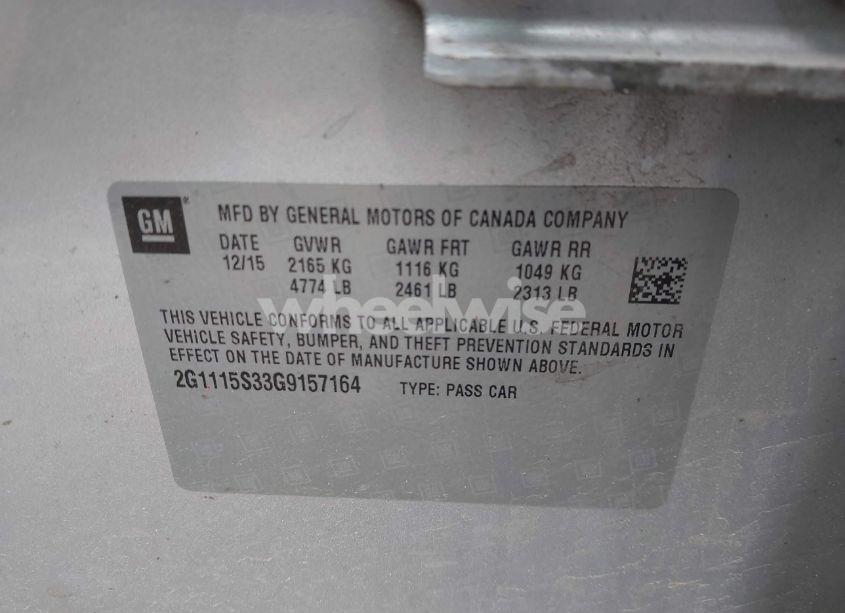 GM
MFD BY GENERAL MOTORS OF CANADA COMPANY
DATE GVWR GAWR FRT GAWR RR
12/15 2165 KG 1116 KG 1049 KG
4774 LB 2461 LB 2313 LB
wheelwise
THIS VEHICLE CONFORMS TO ALL APPLICABLE U.S. FEDERAL MOTOR
VEHICLE SAFETY, BUMPER, AND THEFT PREVENTION STANDARDS IN
EFFECT ON THE DATE OF MANUFACTURE SHOWN ABOVE.
2G1115S33G9157164 TYPE: PASS CAR